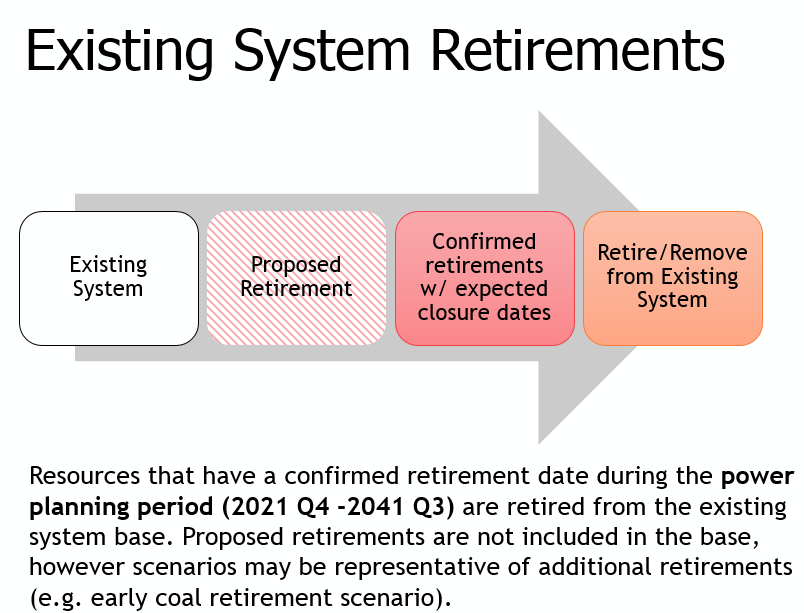 Existing System Retirements
Existing
System
Proposed
Retirement
Confirmed
retirements
w/ expected
closure dates
Retire/Remove
from Existing
System
Resources that have a confirmed retirement date during the power
planning period (2021 Q4 -2041 Q3) are retired from the existing
system base. Proposed retirements are not included in the base,
however scenarios may be representative of additional retirements
(e.g. early coal retirement scenario).